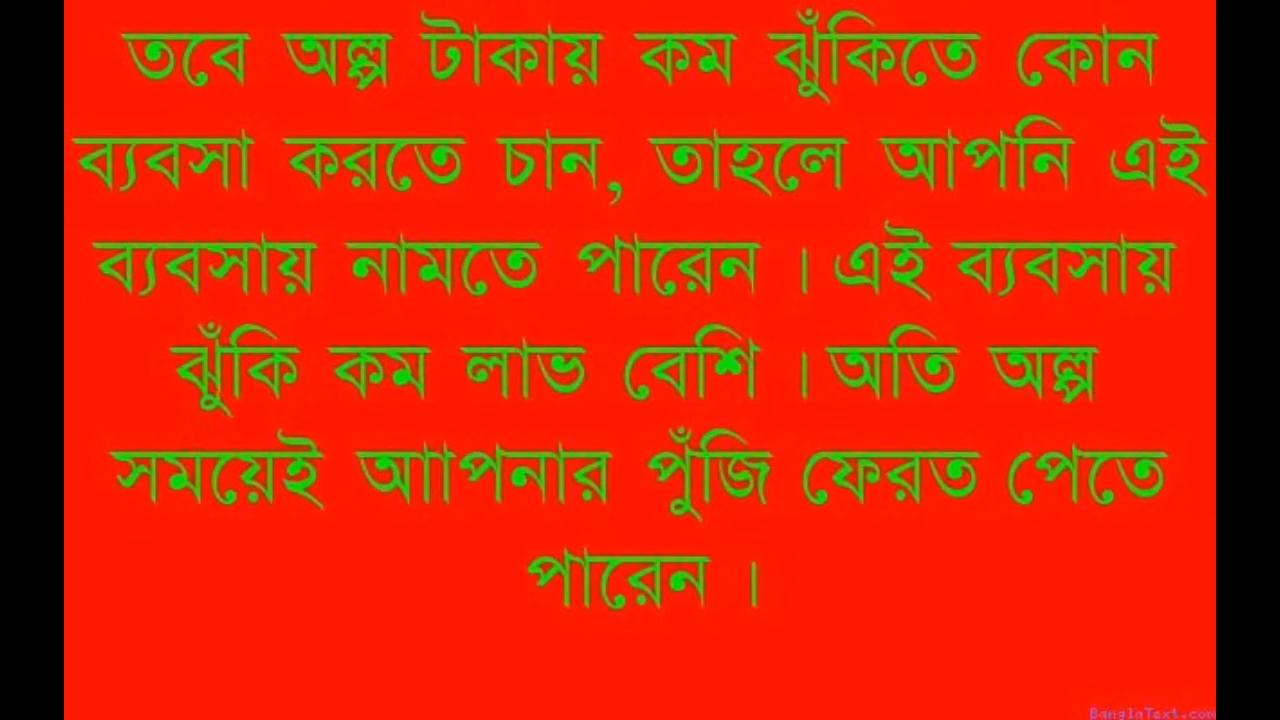 তবে অল্প টাকায় কম ঝুঁকিতে কোন
ব্যবসা করতে চান, তাহলে আপনি এই
ব্যবসায় নামতে পারেন । এই ব্যবসায়
ঝুঁকি কম লাভ বেশি । অতি অল্প
সময়েই আাপনার পুঁজি ফেরত পেতে
পারেন ।
BanglaText.com